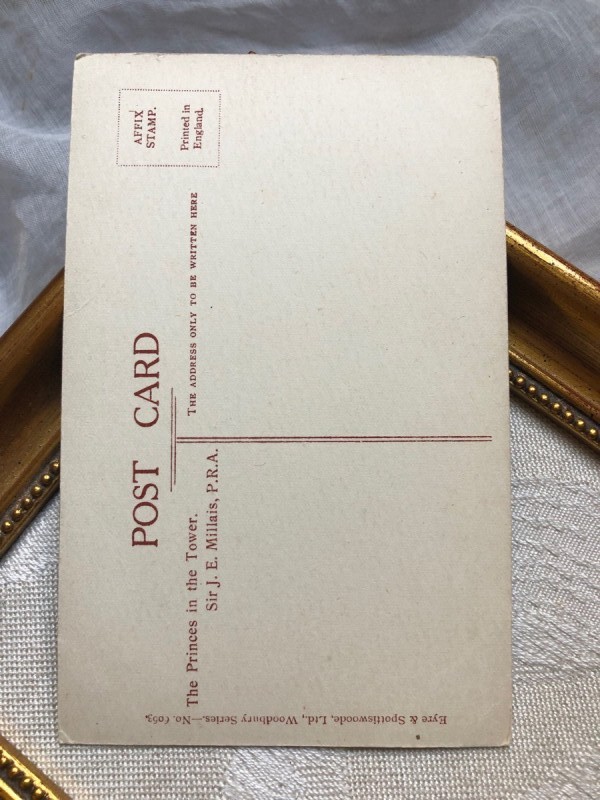 POST CARD
AFFIX
STAMP.
Printed in
England.
The Princes in the Tower.
Sir J. E. Millais, P.R.A.
THE ADDRESS ONLY TO BE WRITTEN HERE
Eyre & Spottiswoode, Ltd., Woodbury Series.—No. 6063.